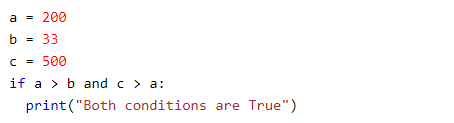 a = 200
b = 33
c = 500
if a > b and c > a:
  print("Both conditions are True")